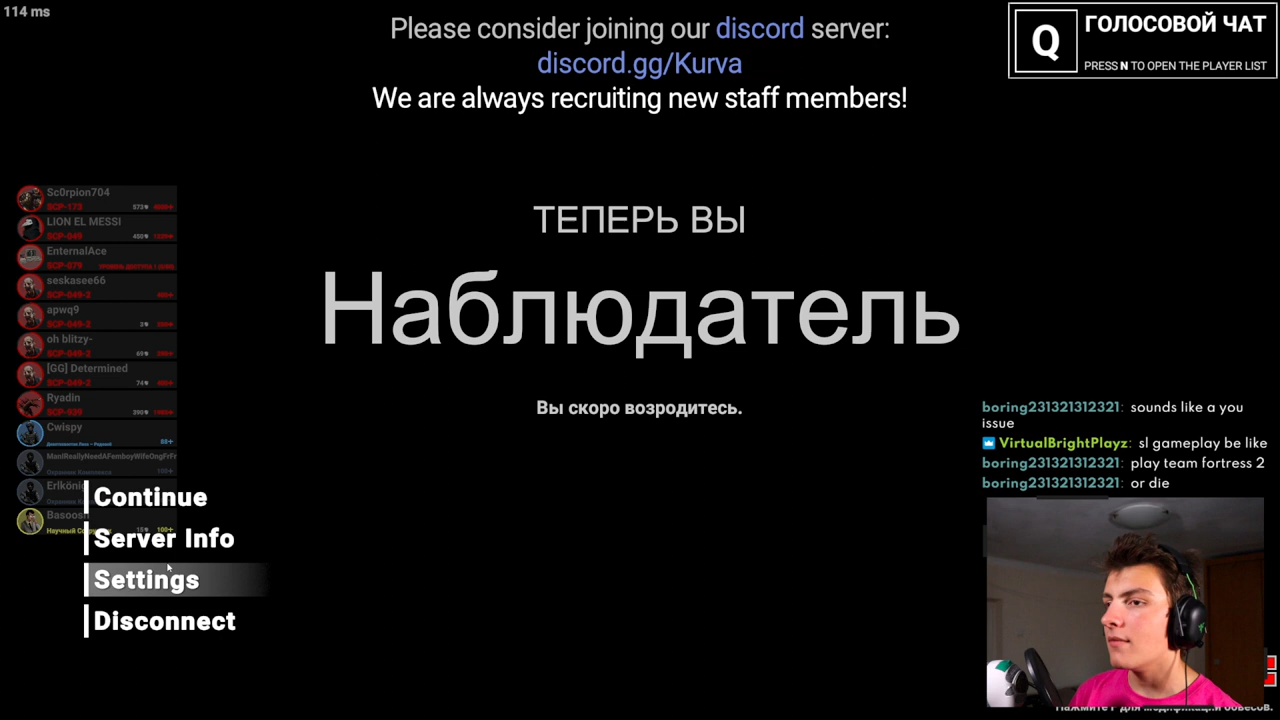 114 ms
Please consider joining our discord server:
discord.gg/Kurva
We are always recruiting new staff members!
Q
ГОЛОСОВОЙ ЧАТ
PRESS N TO OPEN THE PLAYER LIST
ТЕПЕРЬ ВЫ
Наблюдатель
Вы скоро возродитесь.
Sc0rpion704
SCP-173
LION EL MESSI
SCP-049
EnternalAce
SCP-079
seskasee66
SCP-049-2
apwq9
SCP-049-2
oh blitzy-
SCP-049-2
[GG] Determined
SCP-049-2
Ryadin
SCP-939
Cwispy
ManIReallyNeedAFemboyWifeOngFrFr
Basoosh
Continue
Server Info
Settings
Disconnect
boring231321312321: sounds like a you
issue
VirtualBrightPlayz: sl gameplay be like
boring231321312321: play team fortress 2
boring231321312321: or die